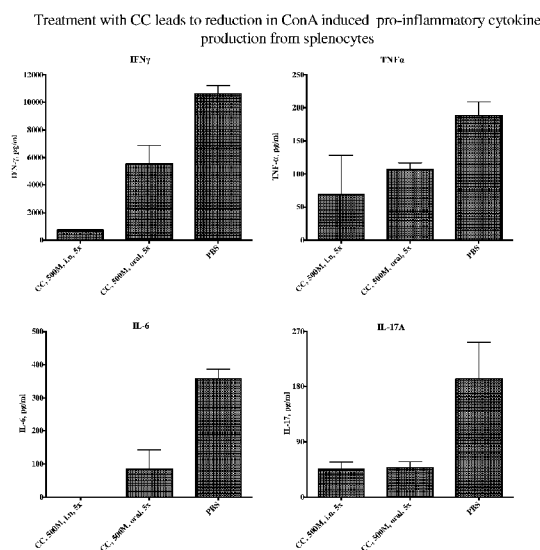 Treatment with CC leads to reduction in ConA induced pro-inflammatory cytokine
production from splenocytes
IFNγ
IFN-γ, pg/ml
12000
10000
8000
6000
4000
2000
0
CC, 500M, i.n, 5x
CC, 500M, oral, 5x
PBS
TNFα
TNF-α, pg/ml
250
200
150
100
50
0
CC, 500M, i.n, 5x
CC, 500M, oral, 5x
PBS
IL-6
IL-6, pg/ml
500
400
300
200
100
0
CC, 500M, i.n, 5x
CC, 500M, oral, 5x
PBS
IL-17A
IL-17, pg/ml
270
180
90
0
CC, 500M, i.n, 5x
CC, 500M, oral, 5x
PBS